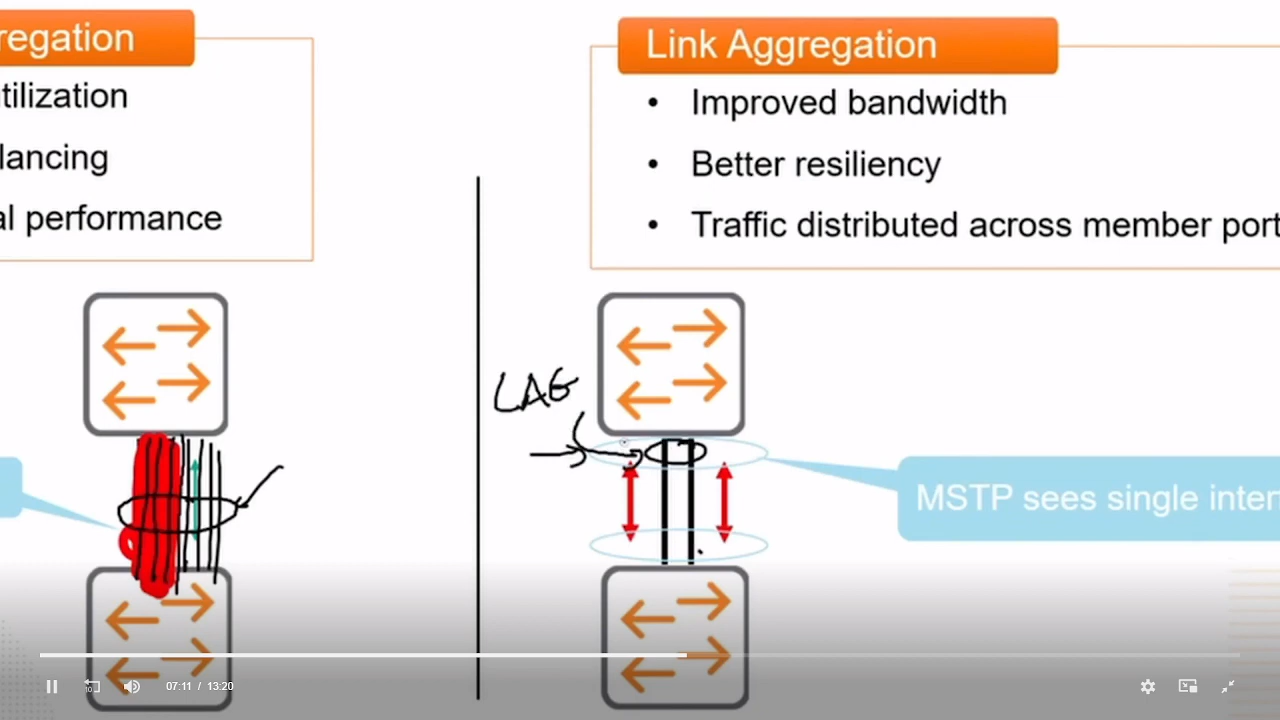 regation
tilization
lancing
al performance
Link Aggregation
• Improved bandwidth
• Better resiliency
• Traffic distributed across member port
LAG
MSTP sees single inter
07:11 / 13:20
10